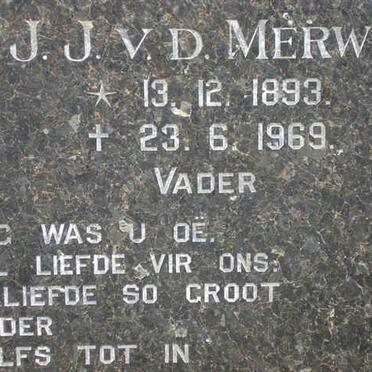 J. J. V. D. MERW
* 13. 12. 1893.
† 23. 6. 1969.
VADER
WAS U OË.
LIEFDE VIR ONS.
LIEFDE SO GROOT
DER
LFS TOT IN